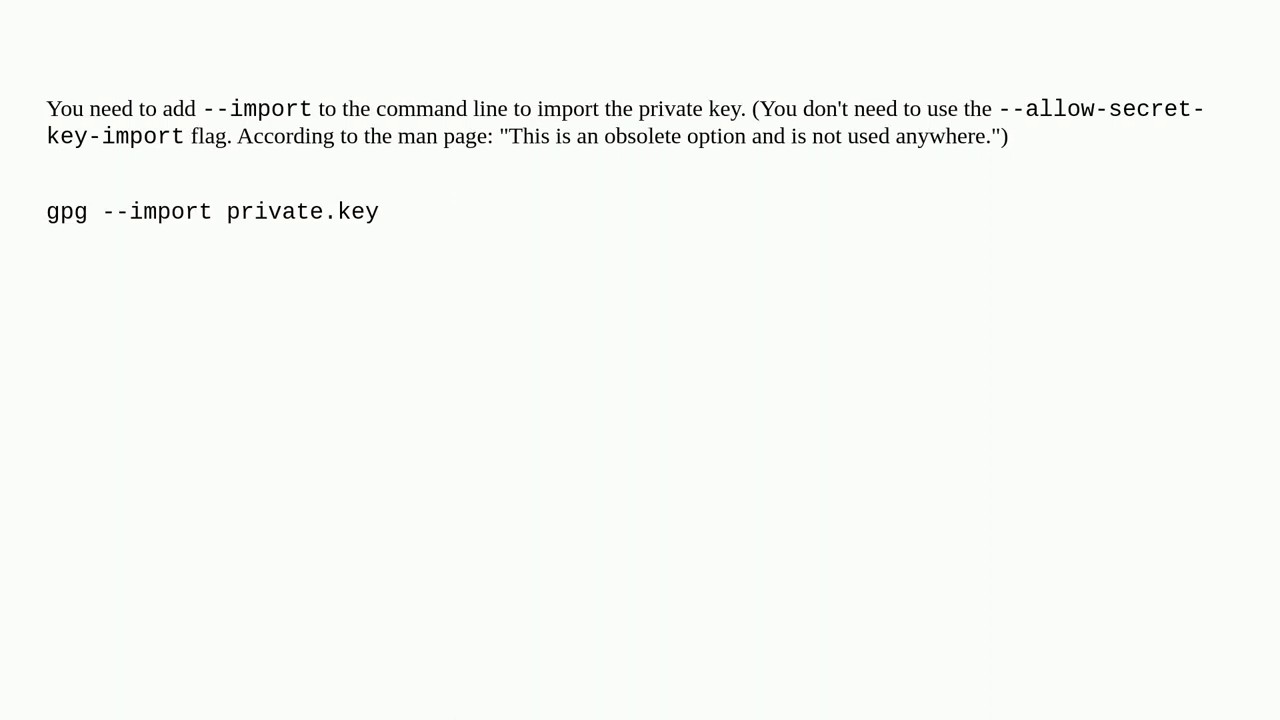 You need to add --import to the command line to import the private key. (You don't need to use the --allow-secret-
key-import flag. According to the man page: "This is an obsolete option and is not used anywhere.")
gpg --import private.key